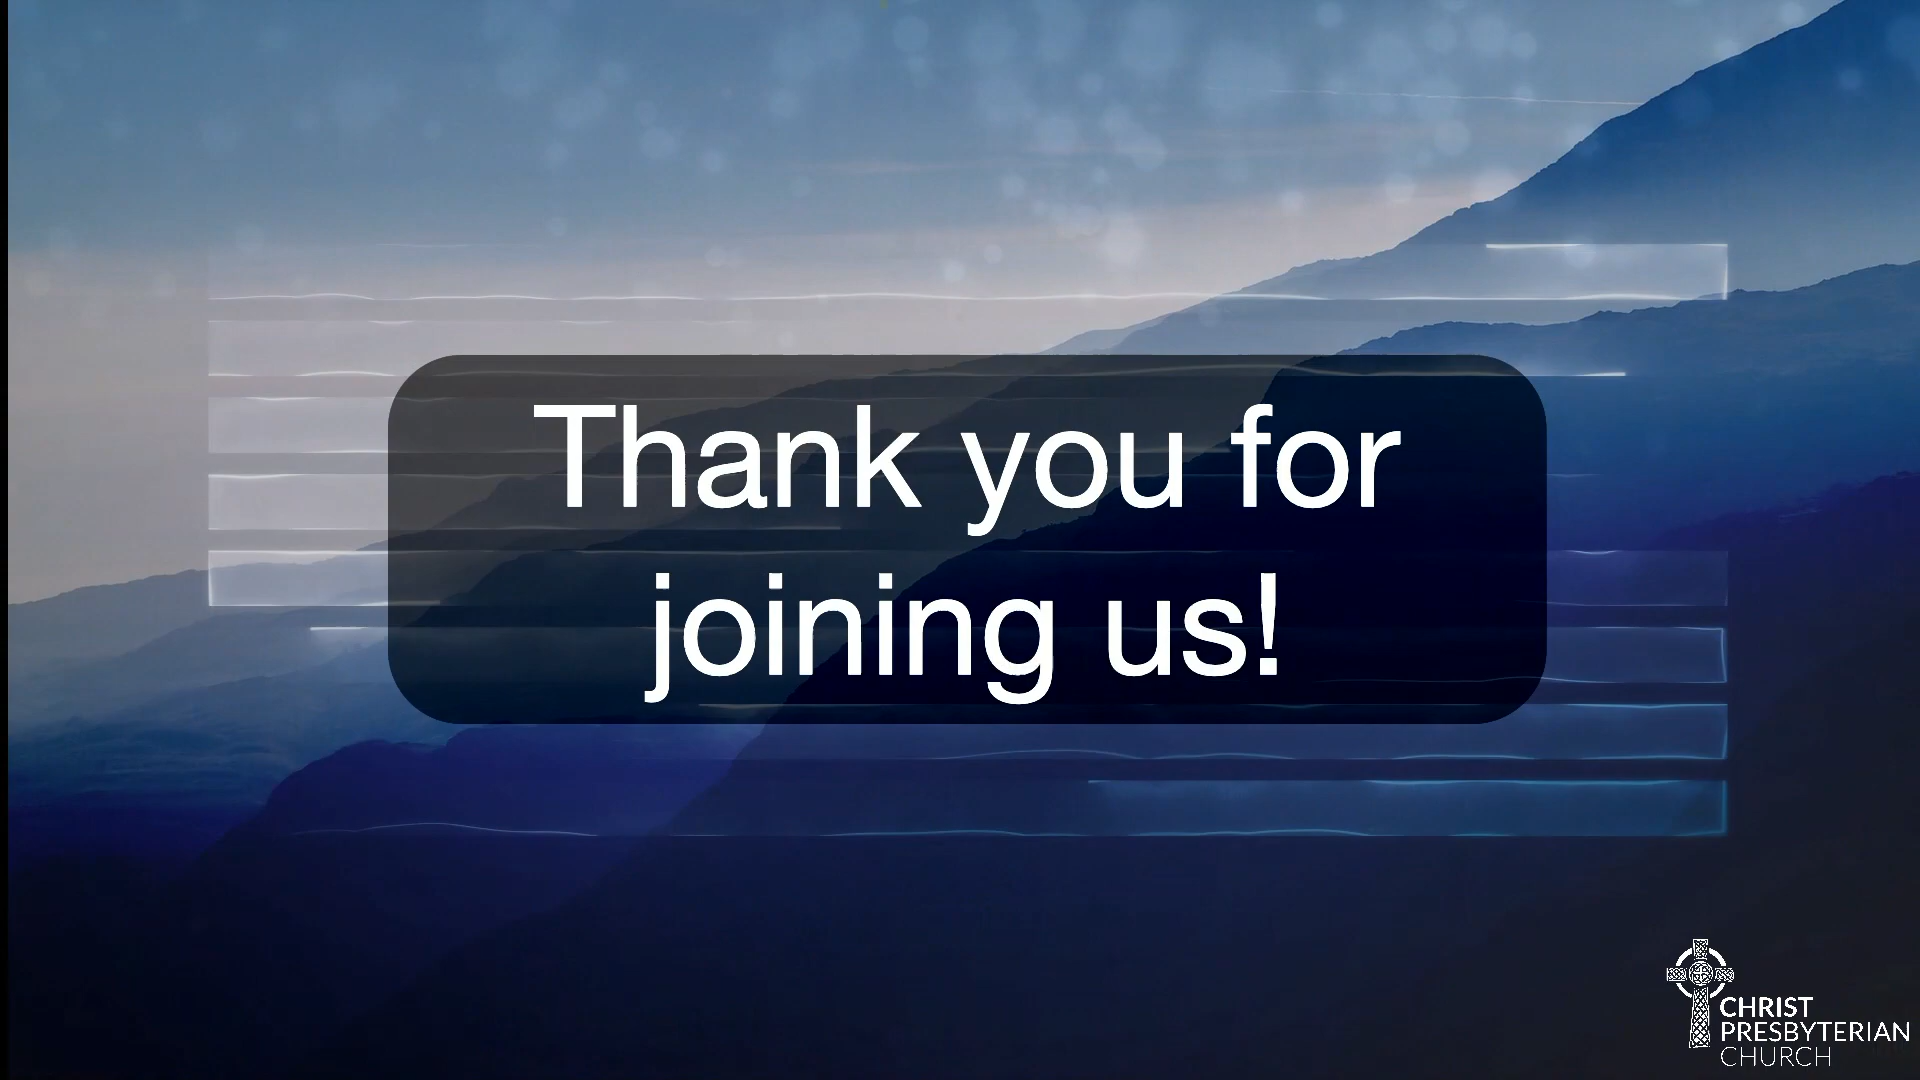 Thank you for
joining us!
CHRIST
PRESBYTERIAN
CHURCH